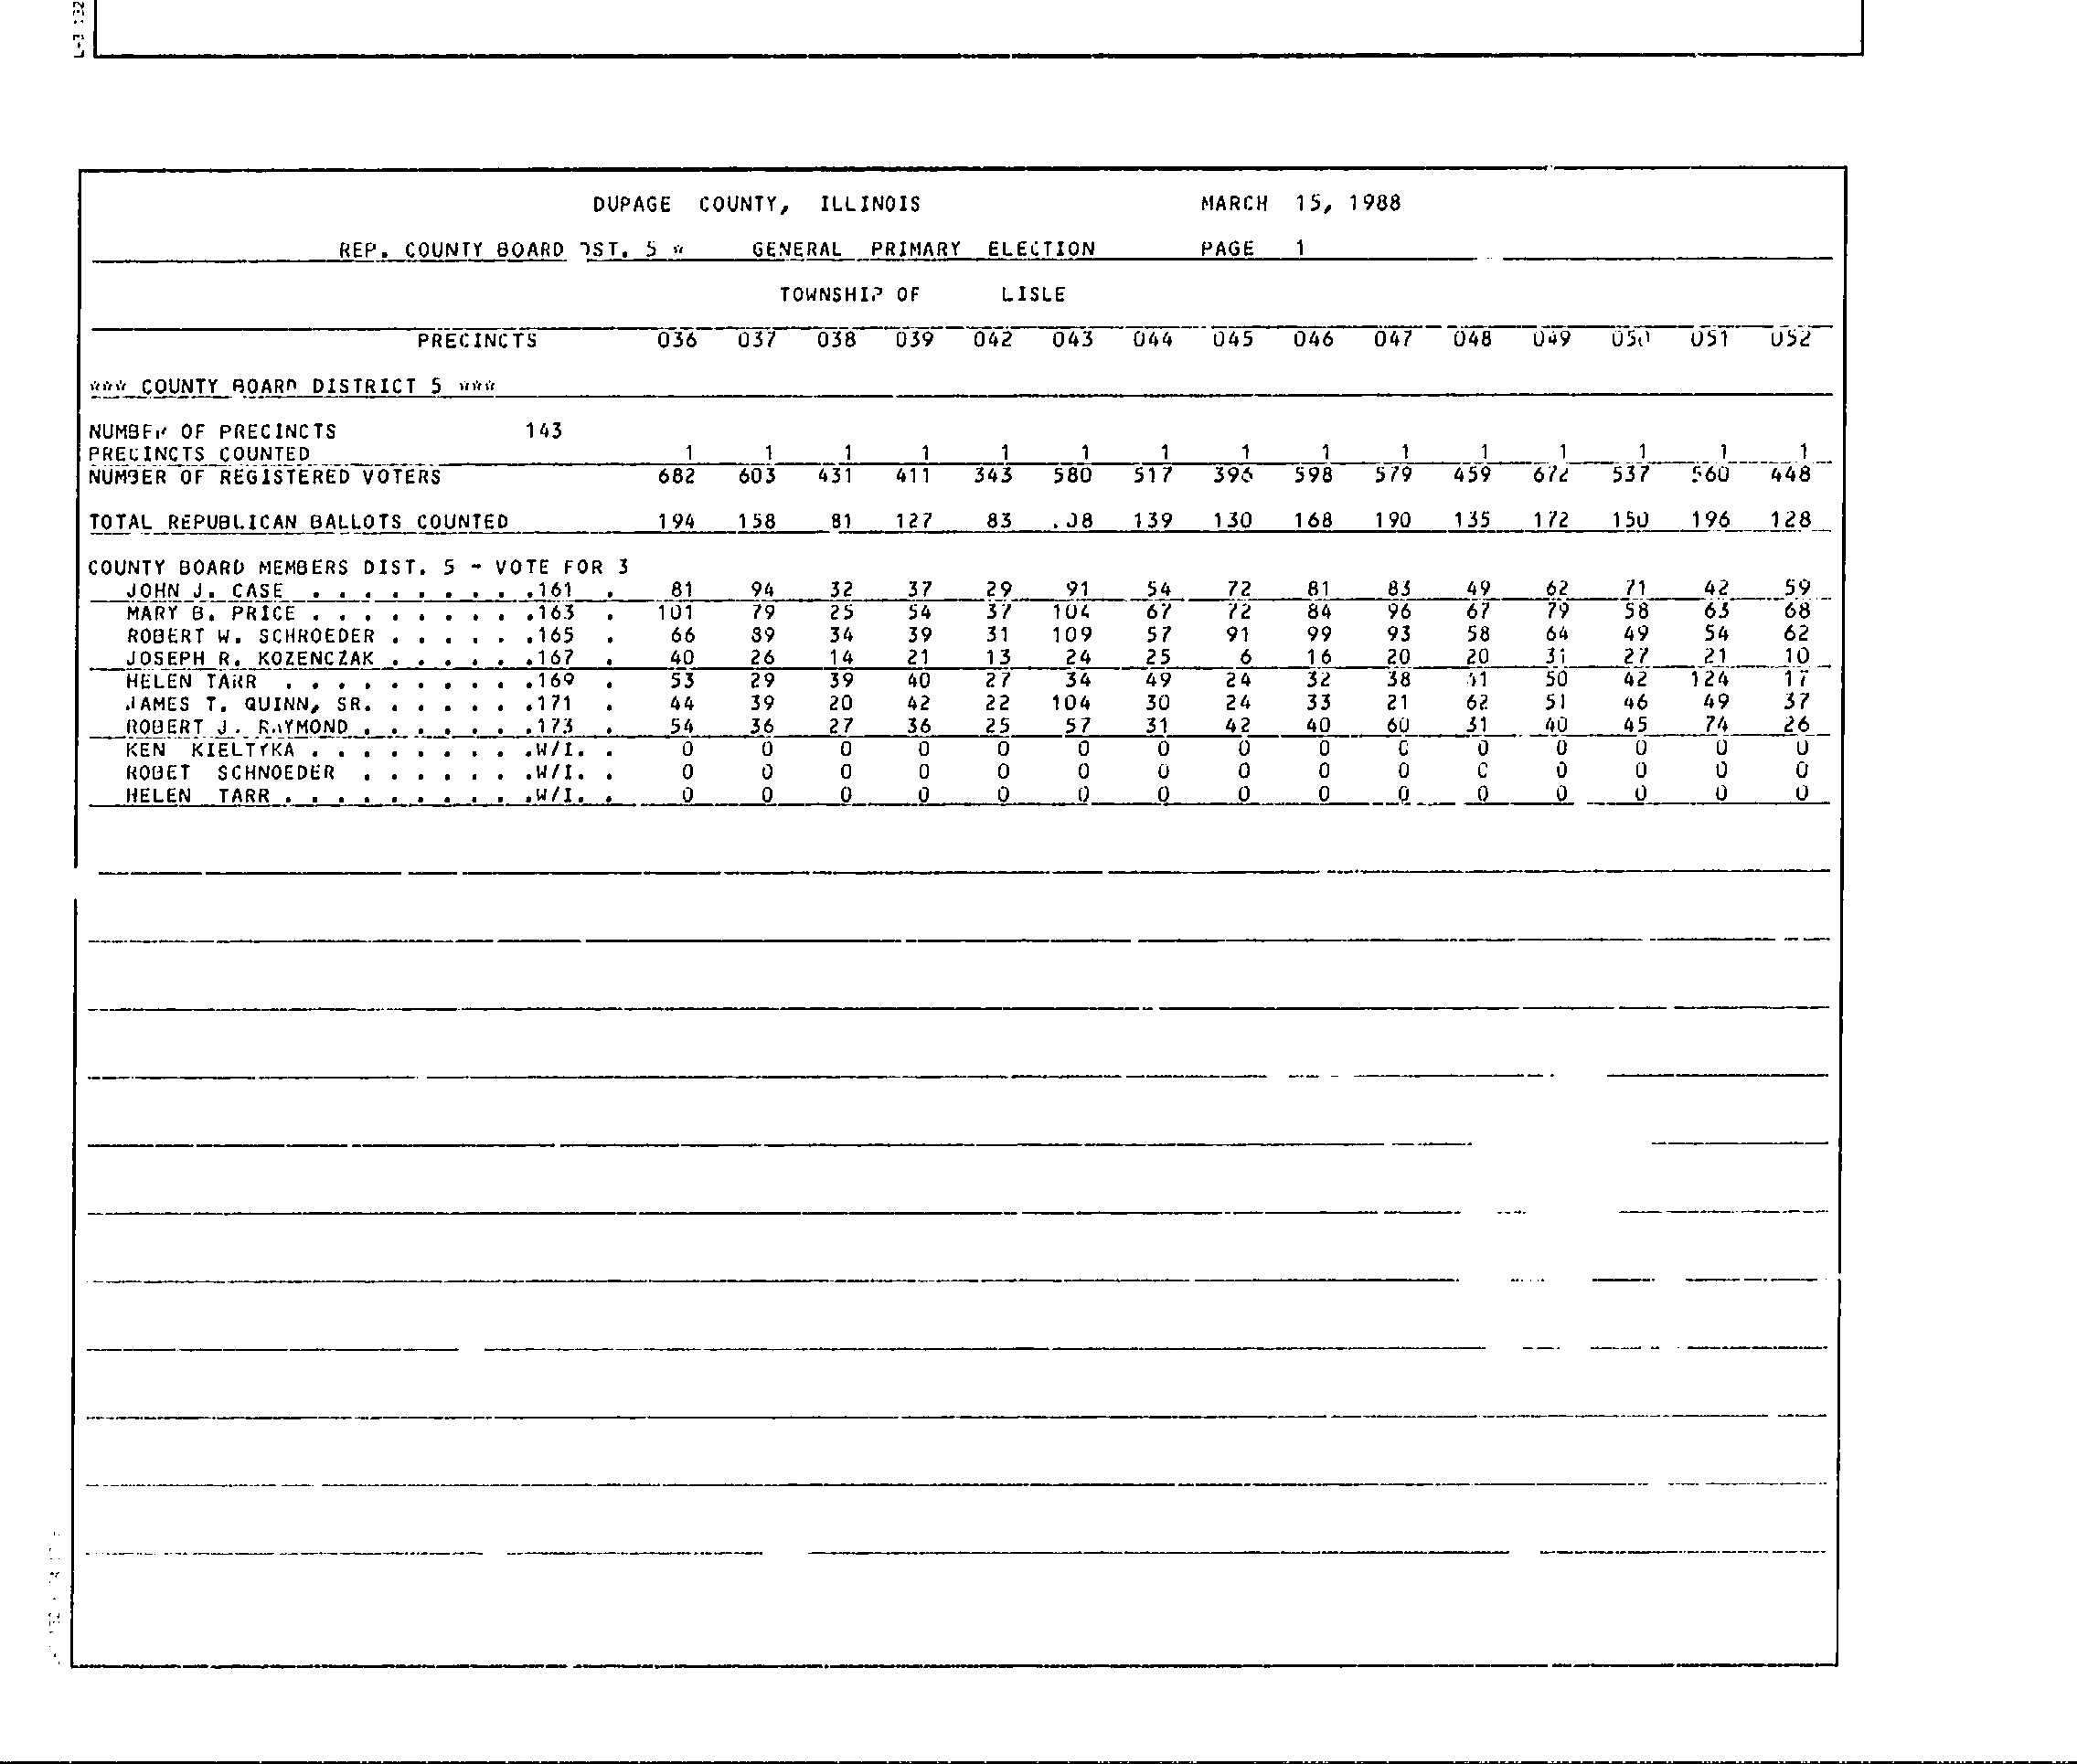 DUPAGE COUNTY, ILLINOIS MARCH 15, 1988
REP. COUNTY BOARD DST. 5 * GENERAL PRIMARY ELECTION PAGE 1
TOWNSHIP OF LISLE
PRECINCTS 036 037 038 039 042 043 044 045 046 047 048 049 050 051 052
*** COUNTY BOARD DISTRICT 5 ***
NUMBER OF PRECINCTS 143
PRECINCTS COUNTED 1 1 1 1 1 1 1 1 1 1 1 1 1 1 1
NUMBER OF REGISTERED VOTERS 682 603 431 411 343 580 517 396 598 579 459 672 537 560 448
TOTAL REPUBLICAN BALLOTS COUNTED 194 158 81 127 83 139 130 168 190 135 172 150 196 128
COUNTY BOARD MEMBERS DIST. 5 - VOTE FOR 3
JOHN J. CASE . . . . . . . . .161 . 81 94 32 37 29 91 54 72 81 83 49 62 71 42 59
MARY B. PRICE . . . . . . . . .163 . 101 79 25 54 37 104 67 72 84 96 67 79 58 63 68
ROBERT W. SCHROEDER . . . . . .165 . 66 89 34 39 31 109 57 91 99 93 58 64 49 54 62
JOSEPH R. KOZENCZAK . . . . . .167 . 40 26 14 21 13 24 25 6 16 20 20 31 27 21 10
HELEN TARR . . . . . . . . . .169 . 53 29 39 40 27 34 49 24 32 38 50 42 124 17
JAMES T. QUINN, SR. . . . . . .171 . 44 39 20 42 22 104 30 24 33 21 62 51 46 49 37
ROBERT J. RAYMOND . . . . . . .173 . 54 36 27 36 25 57 31 42 40 60 31 40 45 74 26
KEN KIELTYKA . . . . . . . . .W/I. . 0 0 0 0 0 0 0 0 0 0 0 0 0 0 0
ROBET SCHNOEDER . . . . . . .W/I. . 0 0 0 0 0 0 0 0 0 0 0 0 0 0 0
HELEN TARR . . . . . . . . . .W/I. . 0 0 0 0 0 0 0 0 0 0 0 0 0 0 0